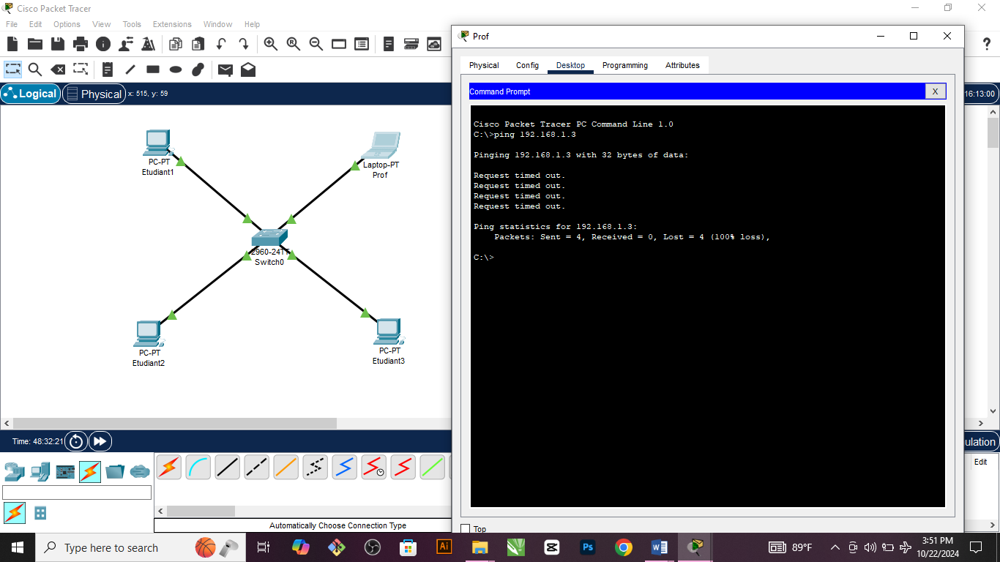 Cisco Packet Tracer
File Edit Options View Tools Extensions Window Help
Logical Physical x: 515, y: 59
PC-PT
Etudiant1
Laptop-PT
Prof
2960-24TT
Switch0
PC-PT
Etudiant2
PC-PT
Etudiant3
Time: 48:32:21
Automatically Choose Connection Type
Prof
?
Physical Config Desktop Programming Attributes
Command Prompt
X
16:13:00
Cisco Packet Tracer PC Command Line 1.0
C:\>ping 192.168.1.3
Pinging 192.168.1.3 with 32 bytes of data:
Request timed out.
Request timed out.
Request timed out.
Request timed out.
Ping statistics for 192.168.1.3:
Packets: Sent = 4, Received = 0, Lost = 4 (100% loss),
C:\>
Top
ulation
Edit
Type here to search
Ai
Ps
W
89°F
3:51 PM
10/22/2024